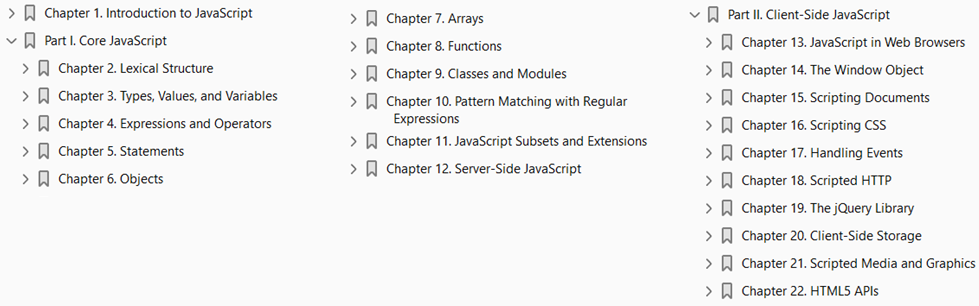 Chapter 1. Introduction to JavaScript
Part I. Core JavaScript
Chapter 2. Lexical Structure
Chapter 3. Types, Values, and Variables
Chapter 4. Expressions and Operators
Chapter 5. Statements
Chapter 6. Objects
Chapter 7. Arrays
Chapter 8. Functions
Chapter 9. Classes and Modules
Chapter 10. Pattern Matching with Regular
Expressions
Chapter 11. JavaScript Subsets and Extensions
Chapter 12. Server-Side JavaScript
Part II. Client-Side JavaScript
Chapter 13. JavaScript in Web Browsers
Chapter 14. The Window Object
Chapter 15. Scripting Documents
Chapter 16. Scripting CSS
Chapter 17. Handling Events
Chapter 18. Scripted HTTP
Chapter 19. The jQuery Library
Chapter 20. Client-Side Storage
Chapter 21. Scripted Media and Graphics
Chapter 22. HTML5 APIs